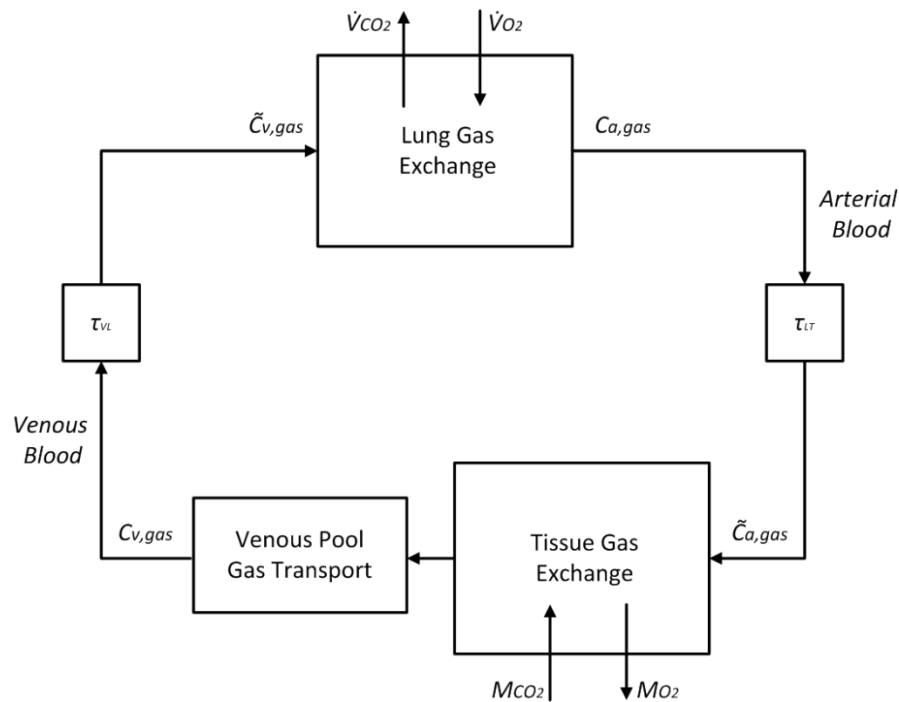 V̇CO2 V̇O2
C̃v,gas
Lung Gas
Exchange
Ca,gas
Arterial
Blood
τVL
τLT
Venous
Blood
Cv,gas
Venous Pool
Gas Transport
Tissue Gas
Exchange
C̃a,gas
MCO2 MO2